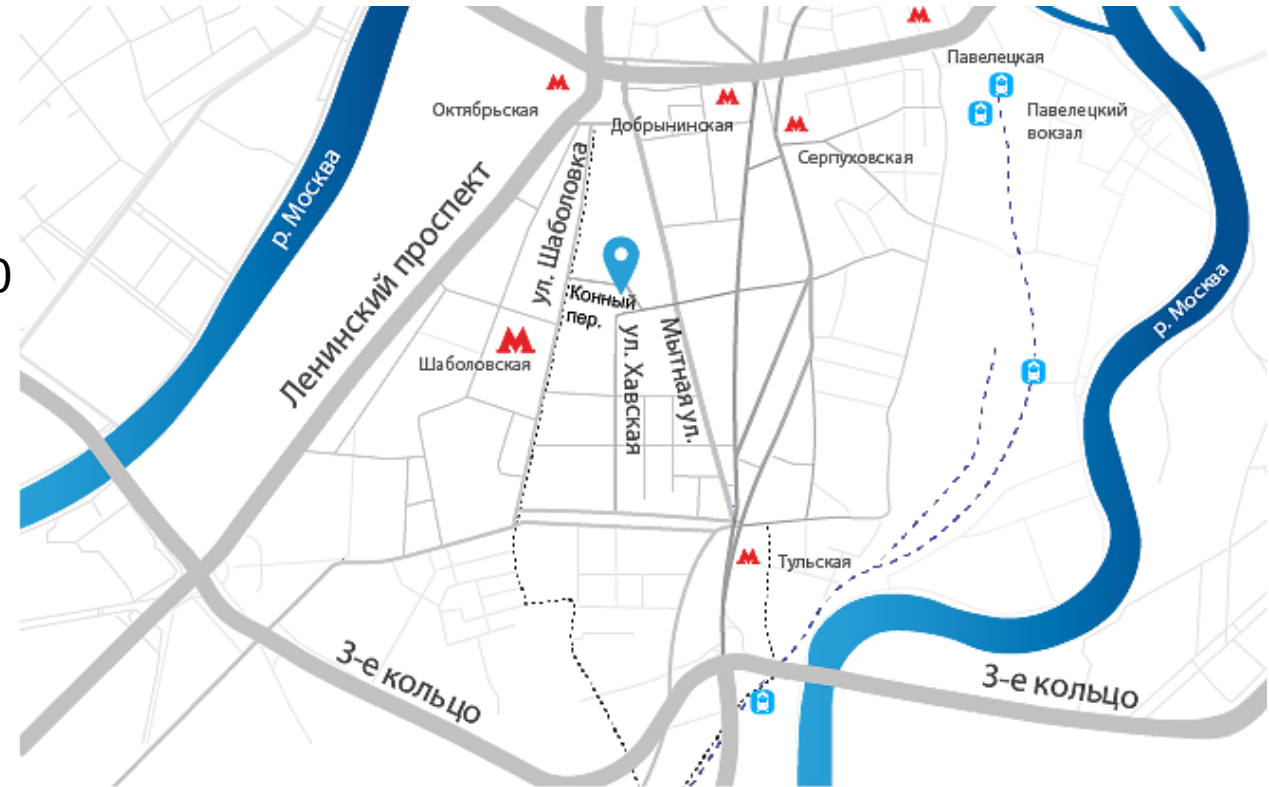 Павелецкая
Октябрьская
Добрынинская
Павелецкий
вокзал
Серпуховская
р. Москва
Ленинский проспект
ул. Шаболовка
О
Конный
пер.
р. Москва
Шаболовская
ул. Хавская
Мытная ул.
Тульская
3-е кольцо
3-е кольцо